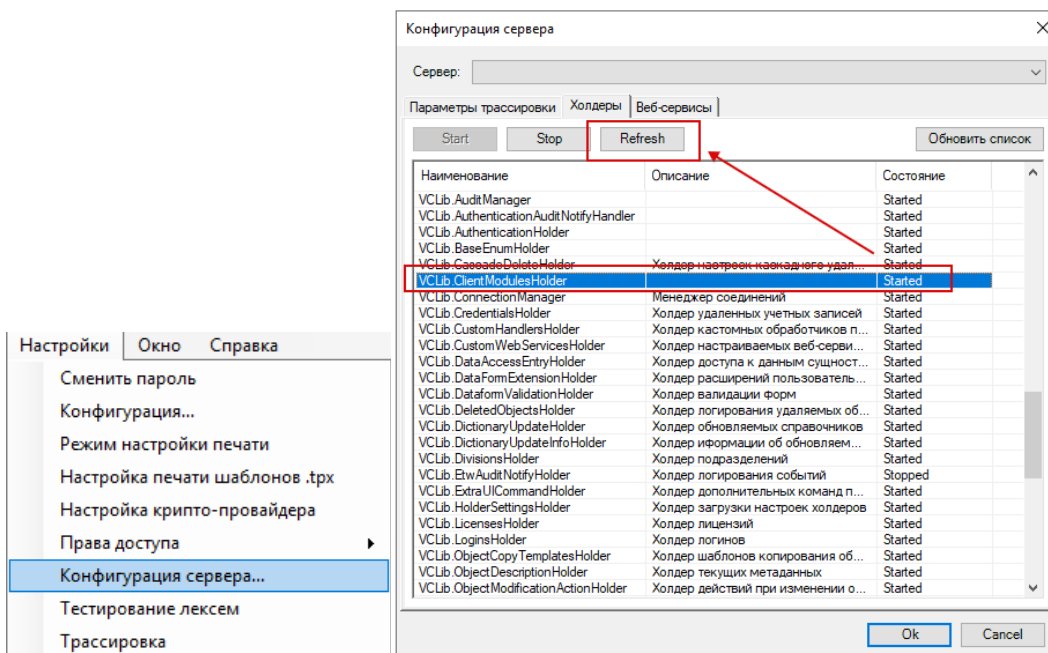 Конфигурация сервера
Сервер:
Параметры трассировки Холдеры Веб-сервисы
Start Stop Refresh Обновить список
Наименование Описание Состояние
VCLib.AuditManager Started
VCLib.AuthenticationAuditNotifyHandler Started
VCLib.AuthenticationHolder Started
VCLib.BaseEnumHolder Started
VCLib.CascadeDeleteHolder Холдер настроек каскадного удал... Started
VCLib.ClientModulesHolder Started
VCLib.ConnectionManager Менеджер соединений Started
VCLib.CredentialsHolder Холдер удаленных учетных записей Started
VCLib.CustomHandlersHolder Холдер кастомных обработчиков п... Started
VCLib.CustomWebServicesHolder Холдер настраиваемых веб-серви... Started
VCLib.DataAccessEntryHolder Холдер доступа к данным сущност... Started
VCLib.DataFormExtensionHolder Холдер расширений пользователь... Started
VCLib.DataformValidationHolder Холдер валидации форм Started
VCLib.DeletedObjectsHolder Холдер логирования удаляемых об... Started
VCLib.DictionaryUpdateHolder Холдер обновляемых справочников Started
VCLib.DictionaryUpdateInfoHolder Холдер иформации об обновляем... Started
VCLib.DivisionsHolder Холдер подразделений Started
VCLib.EtwAuditNotifyHolder Холдер логирования событий Stopped
VCLib.ExtraUICommandHolder Холдер дополнительных команд п... Started
VCLib.HolderSettingsHolder Холдер загрузки настроек холдеров Started
VCLib.LicensesHolder Холдер лицензий Started
VCLib.LoginsHolder Холдер логинов Started
VCLib.ObjectCopyTemplatesHolder Холдер шаблонов копирования об... Started
VCLib.ObjectDescriptionHolder Холдер текущих метаданных Started
VCLib.ObjectModificationActionHolder Холдер действий при изменении о... Started
Ok Cancel
Настройки Окно Справка
Сменить пароль
Конфигурация...
Режим настройки печати
Настройка печати шаблонов .tpx
Настройка крипто-провайдера
Права доступа
Конфигурация сервера...
Тестирование лексем
Трассировка